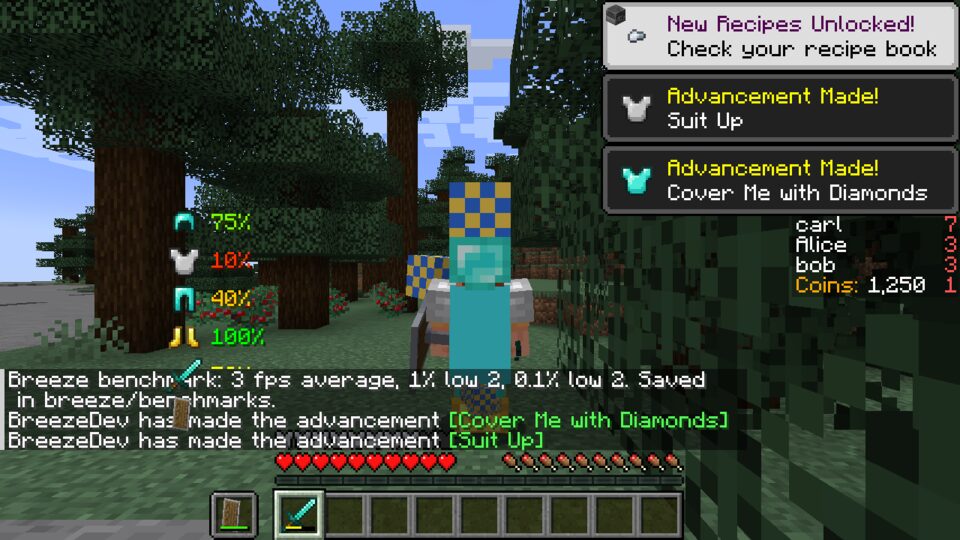 New Recipes Unlocked!
Check your recipe book
Advancement Made!
Suit Up
Advancement Made!
Cover Me with Diamonds
carl 7
Alice 3
bob 3
Coins: 1,250 1
75%
10%
40%
100%
Breeze benchmark: 3 fps average, 1% low 2, 0.1% low 2. Saved
in breeze/benchmarks.
BreezeDev has made the advancement [Cover Me with Diamonds]
BreezeDev has made the advancement [Suit Up]